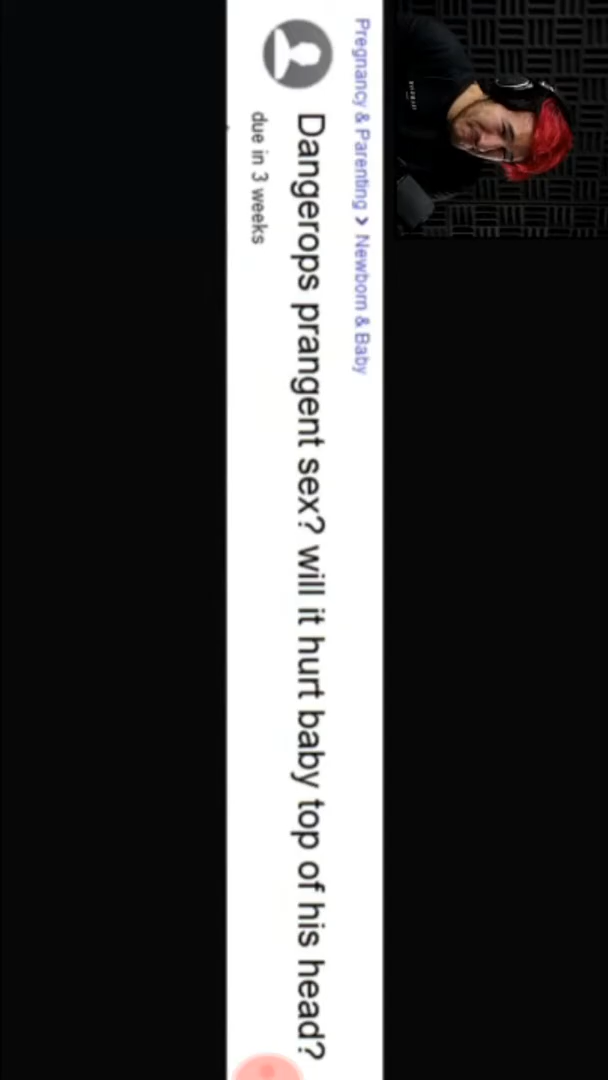 Pregnancy & Parenting > Newborn & Baby
Dangerops prangent sex? will it hurt baby top of his head?
due in 3 weeks